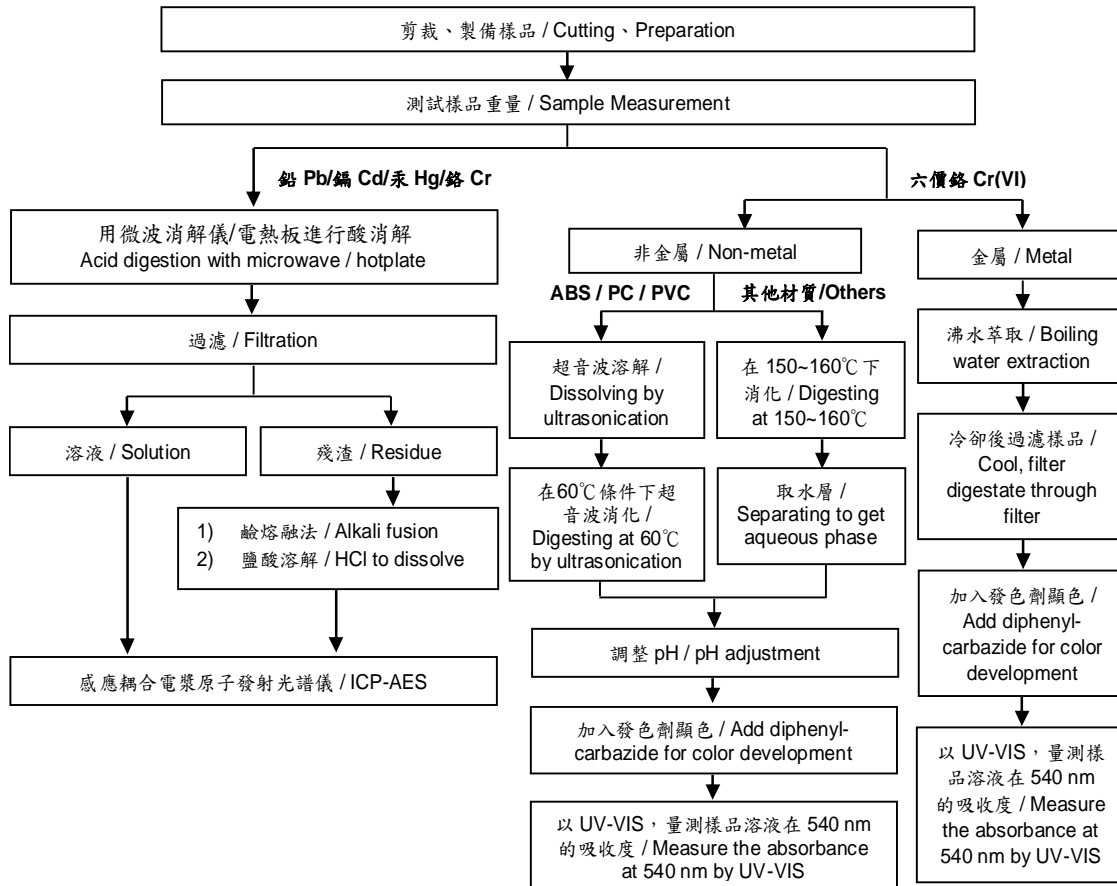 剪裁、製備樣品 / Cutting、Preparation
測試樣品重量 / Sample Measurement
鉛 Pb/鎘 Cd/汞 Hg/鉻 Cr
六價鉻 Cr(VI)
用微波消解儀/電熱板進行酸消解
Acid digestion with microwave / hotplate
過濾 / Filtration
溶液 / Solution
殘渣 / Residue
1) 鹼熔融法 / Alkali fusion
2) 鹽酸溶解 / HCl to dissolve
感應耦合電漿原子發射光譜儀 / ICP-AES
非金屬 / Non-metal
ABS / PC / PVC
其他材質/Others
超音波溶解 /
Dissolving by
ultrasonication
在60℃條件下超
音波消化 /
Digesting at 60℃
by ultrasonication
在 150~160℃下
消化 / Digesting
at 150~160℃
取水層 /
Separating to get
aqueous phase
調整 pH / pH adjustment
加入發色劑顯色 / Add diphenyl-
carbazide for color development
以 UV-VIS，量測樣品溶液在 540 nm
的吸收度 / Measure the absorbance
at 540 nm by UV-VIS
金屬 / Metal
沸水萃取 / Boiling
water extraction
冷卻後過濾樣品 /
Cool, filter
digestate through
filter
加入發色劑顯色 /
Add diphenyl-
carbazide for color
development
以 UV-VIS，量測樣
品溶液在 540 nm
的吸收度 / Measure
the absorbance at
540 nm by UV-VIS